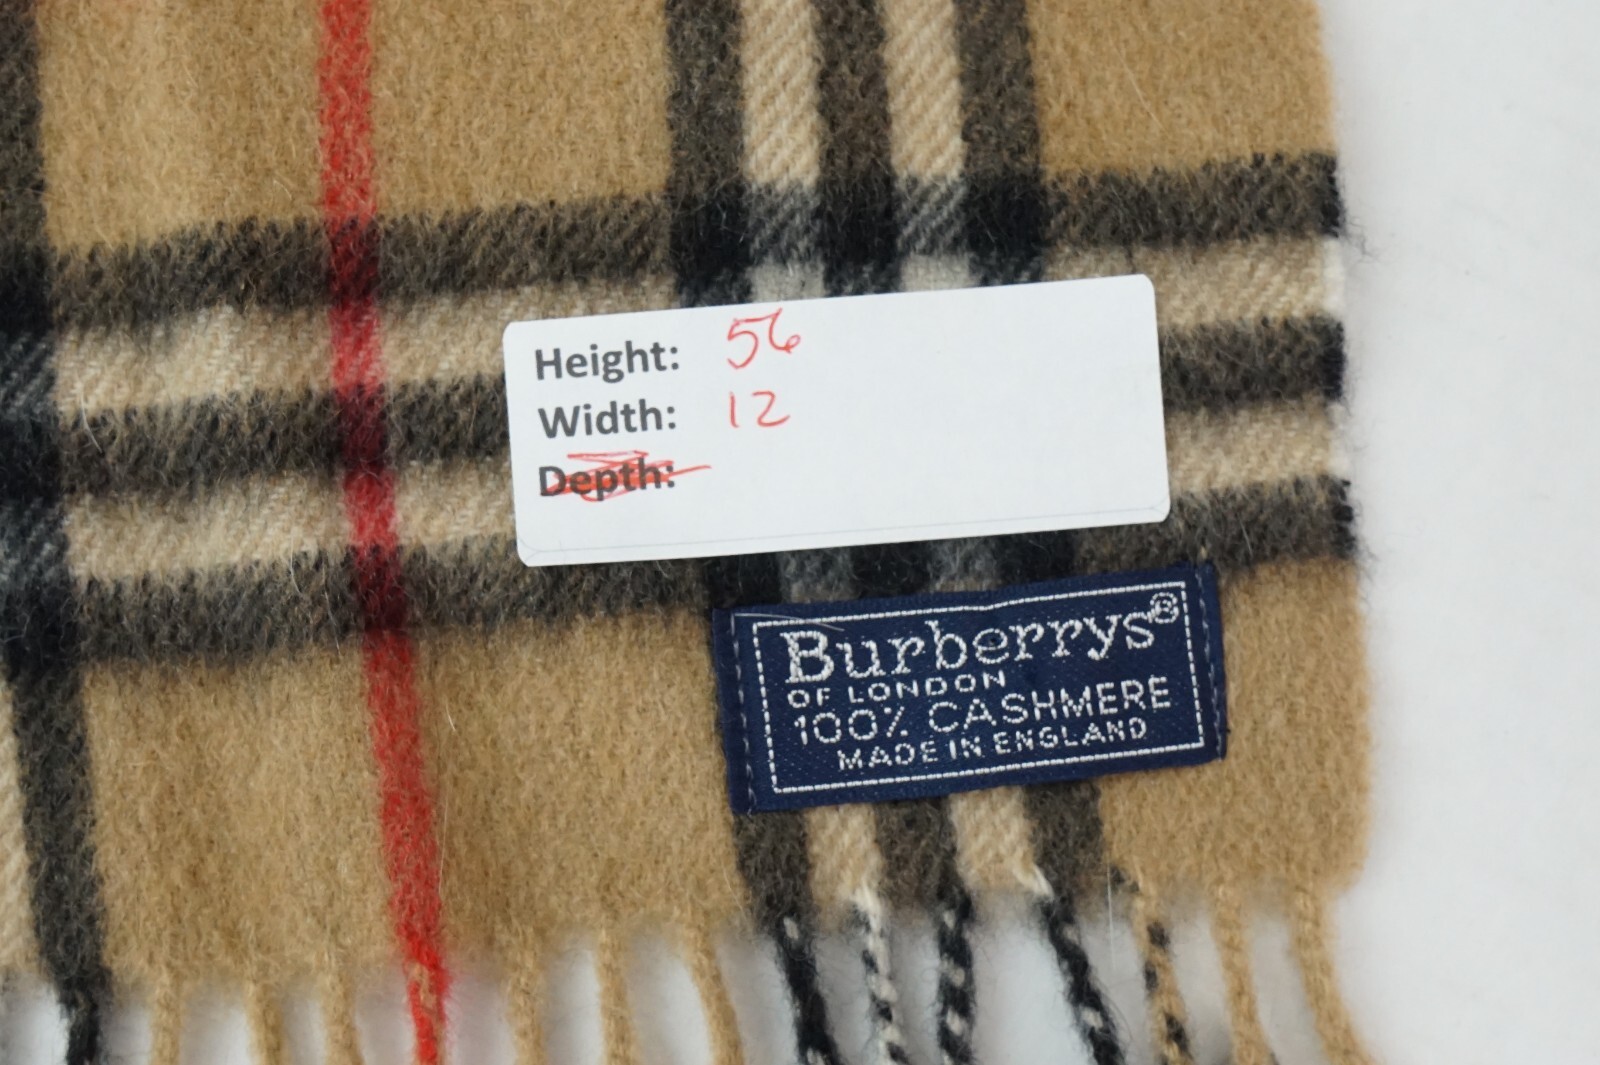 Height: 56
Width: 12
Depth:
Burberrys®
OF LONDON
100% CASHMERE
MADE IN ENGLAND